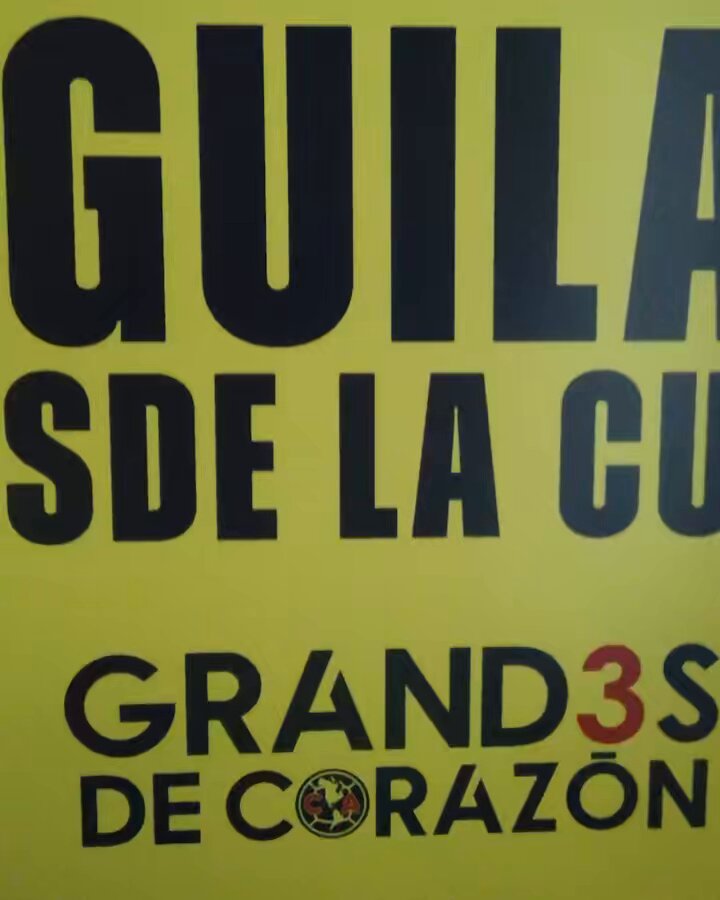 GUILA
SDE LA CU
GRAND3S
DE CORAZÓN